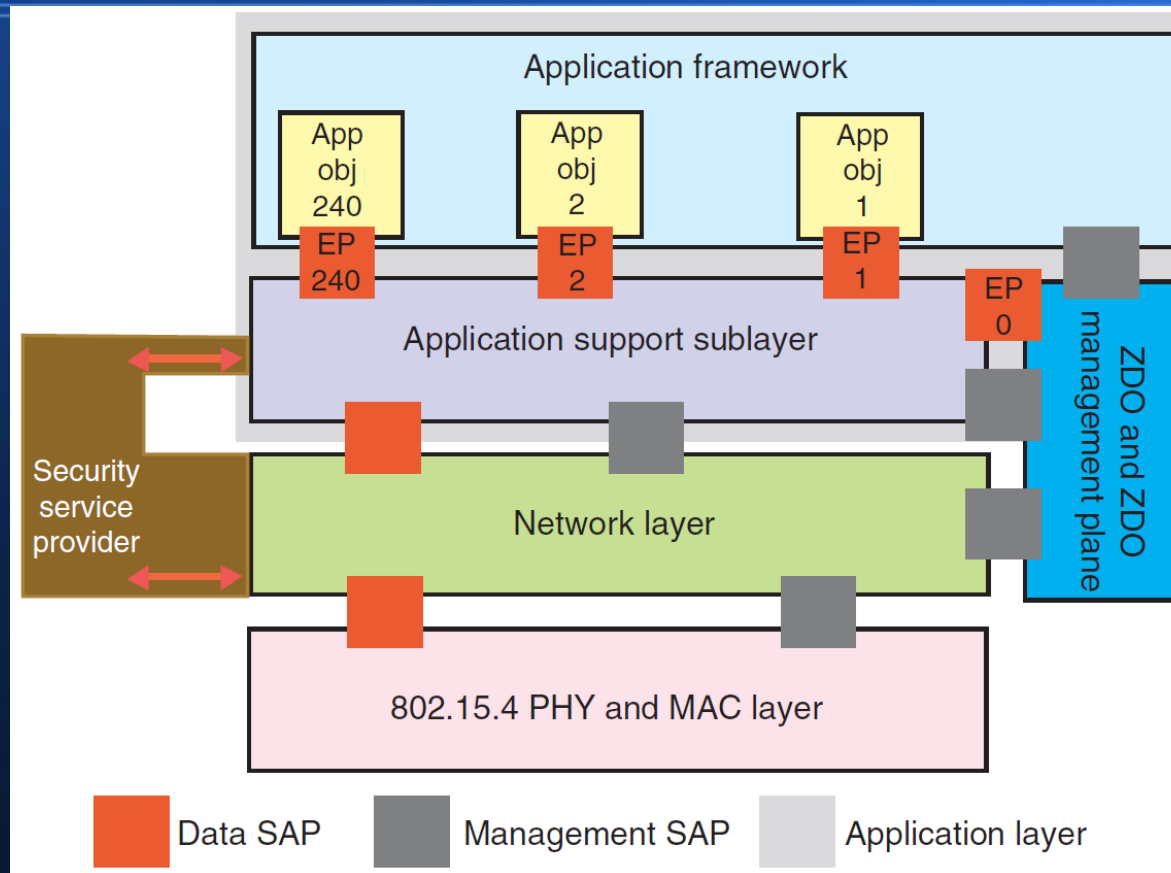 Application framework
App
obj
240
App
obj
2
App
obj
1
EP
240
EP
2
EP
1
EP
0
Application support sublayer
ZDO and ZDO
management plane
Security
service
provider
Network layer
802.15.4 PHY and MAC layer
Data SAP
Management SAP
Application layer